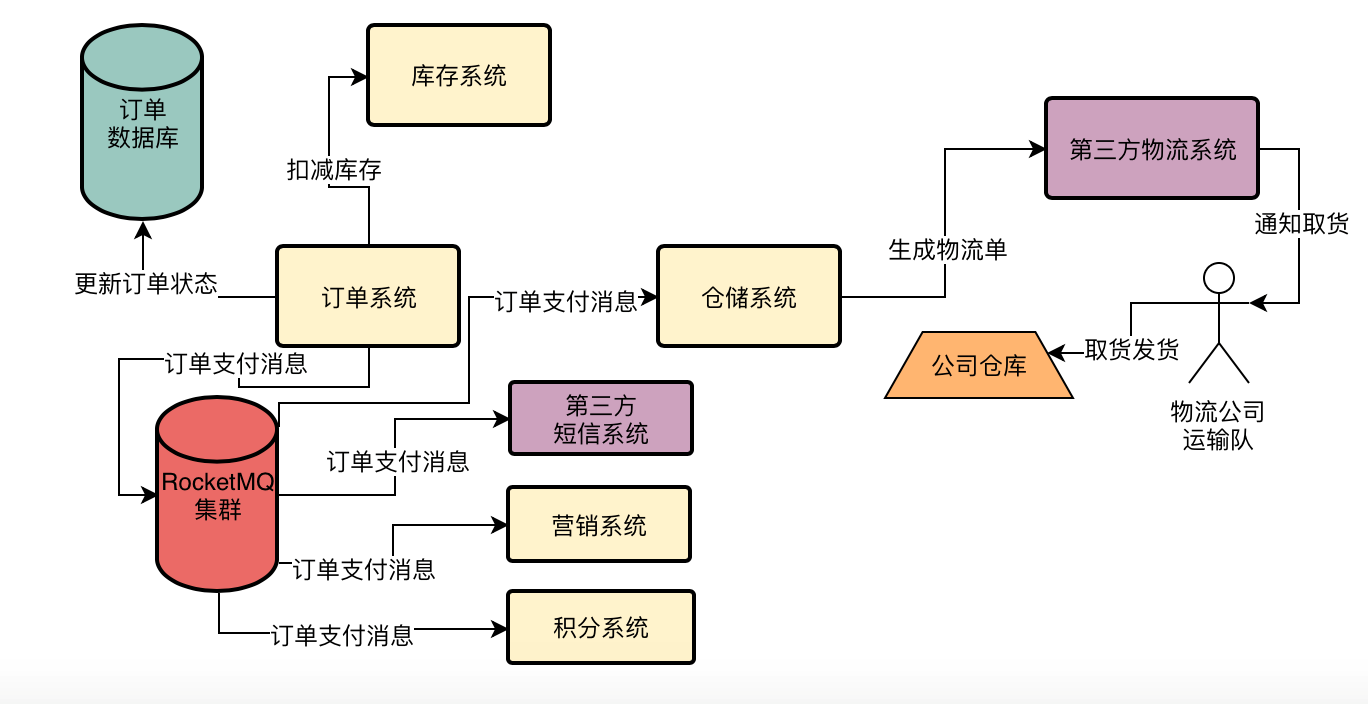 订单
数据库
库存系统
第三方物流系统
扣减库存
通知取货
生成物流单
更新订单状态
订单系统
订单支付消息
仓储系统
订单支付消息
取货发货
公司仓库
物流公司
运输队
第三方
短信系统
订单支付消息
RocketMQ
集群
营销系统
订单支付消息
积分系统
订单支付消息